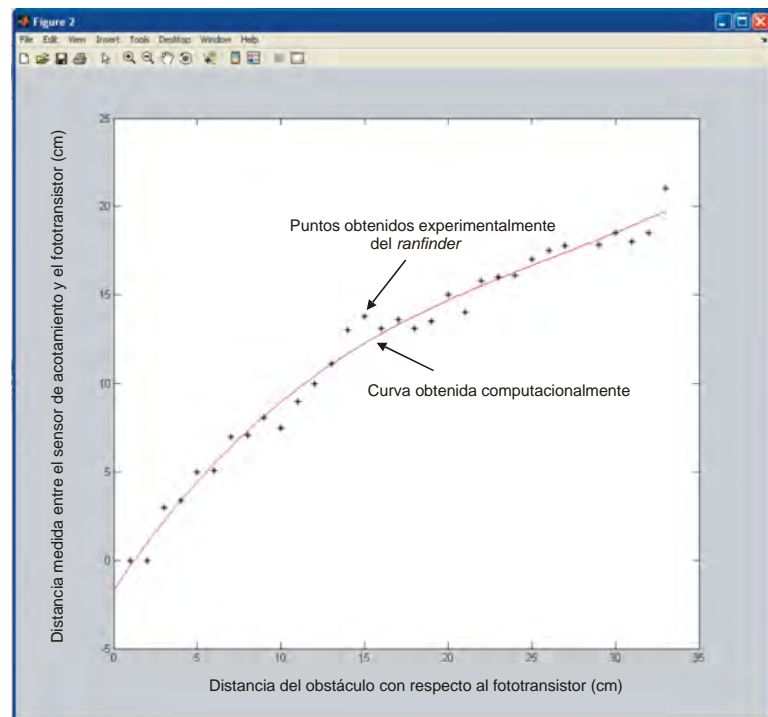 Figure 2
File Edit View Insert Tools Desktop Window Help
Distancia medida entre el sensor de acotamiento y el fototransistor (cm)
25
20
15
10
5
0
-5
Puntos obtenidos experimentalmente
del ranfinder
Curva obtenida computacionalmente
0 5 10 15 20 25 30 35
Distancia del obstáculo con respecto al fototransistor (cm)